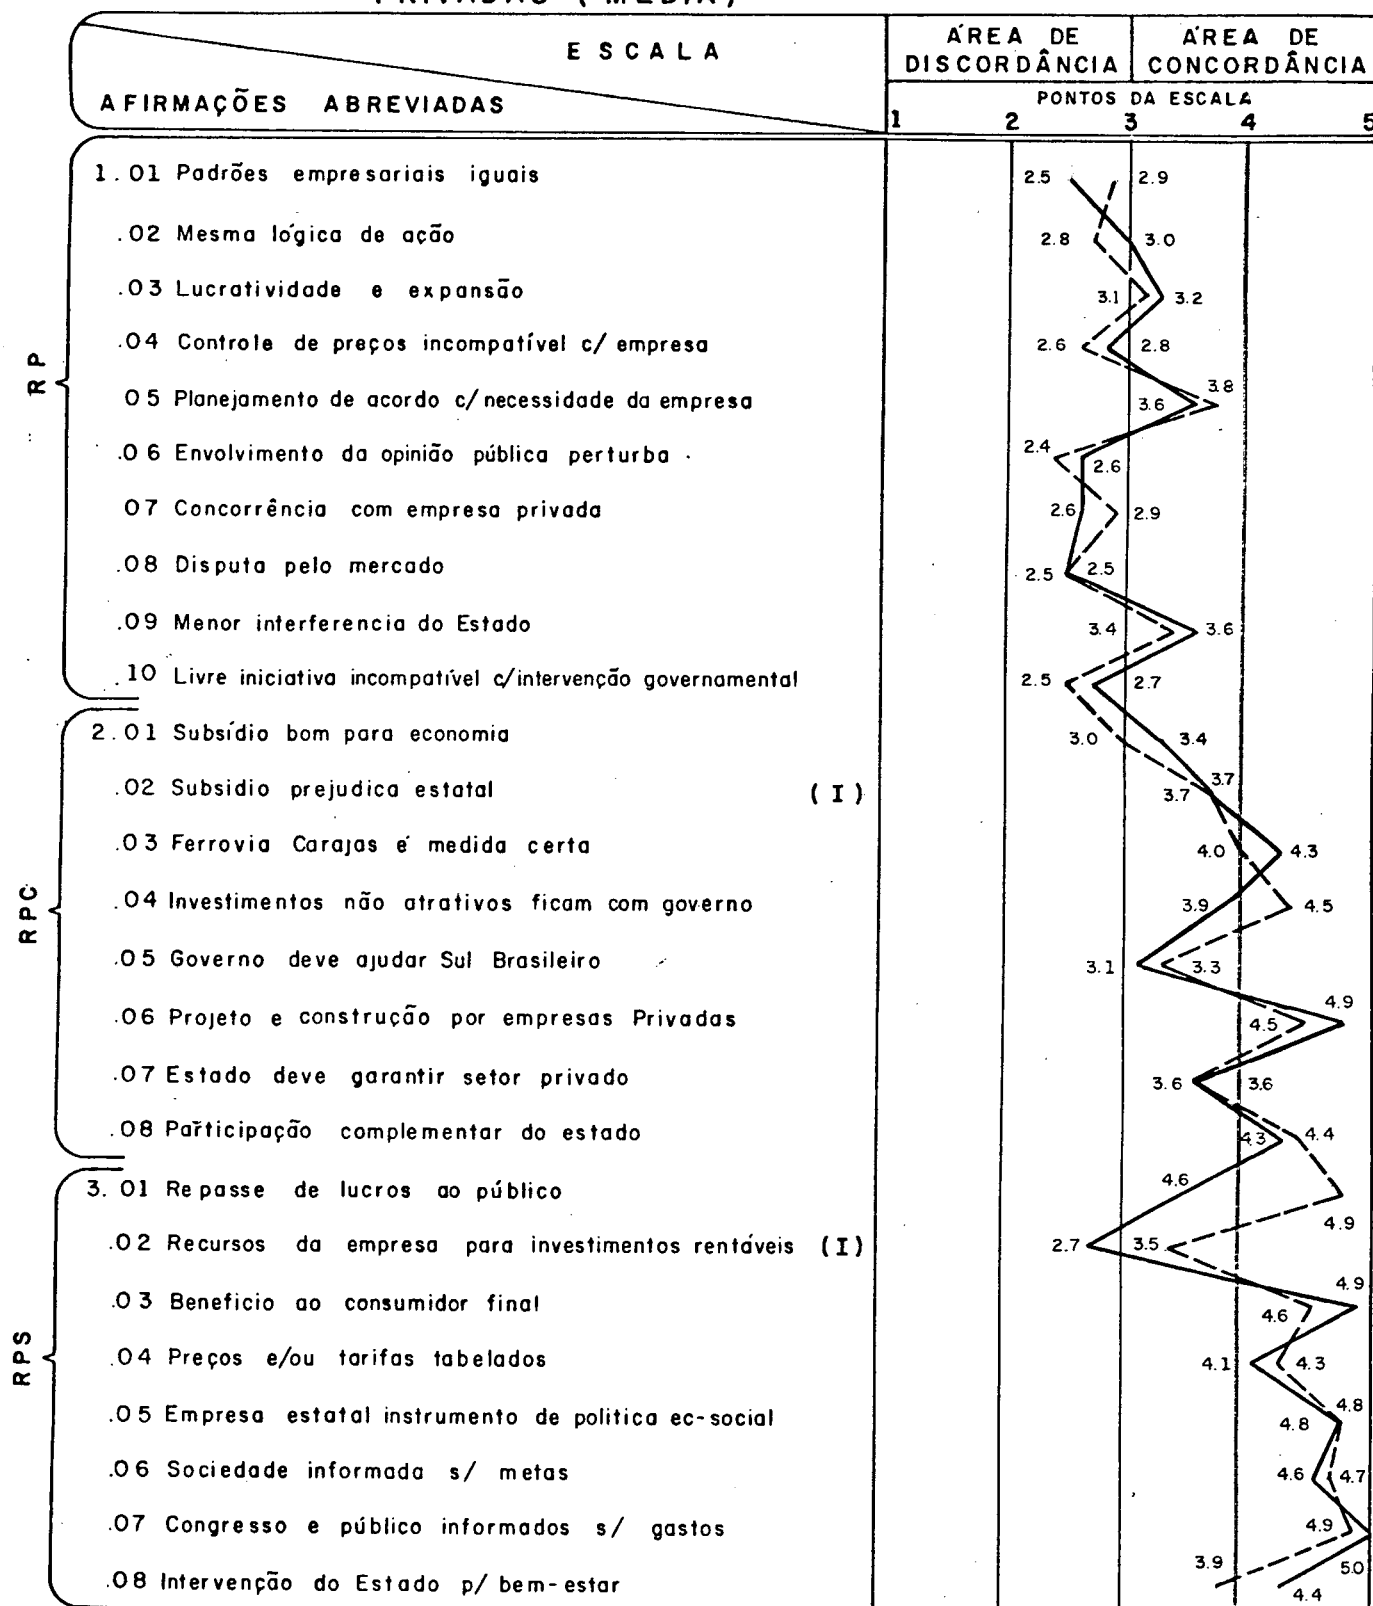 PRIVADAS (MEDIA)
ESCALA
AFIRMAÇÕES ABREVIADAS
ÁREA DE DISCORDÂNCIA
ÁREA DE CONCORDÂNCIA
PONTOS DA ESCALA
1 2 3 4 5
RP
1.01 Padrões empresariais iguais 2.5 2.9
.02 Mesma lógica de ação 2.8 3.0
.03 Lucratividade e expansão 3.1 3.2
.04 Controle de preços incompatível c/ empresa 2.6 2.8
05 Planejamento de acordo c/ necessidade da empresa 3.6 3.8
.06 Envolvimento da opinião pública perturba 2.4 2.6
07 Concorrência com empresa privada 2.6 2.9
.08 Disputa pelo mercado 2.5 2.5
.09 Menor interferencia do Estado 3.4 3.6
.10 Livre iniciativa incompatível c/intervenção governamental 2.5 2.7
RPC
2.01 Subsídio bom para economia 3.0 3.4
.02 Subsidio prejudica estatal (I) 3.7 3.7
.03 Ferrovia Carajas é medida certa 4.0 4.3
.04 Investimentos não atrativos ficam com governo 3.9 4.5
.05 Governo deve ajudar Sul Brasileiro 3.1 3.3
.06 Projeto e construção por empresas Privadas 4.5 4.9
.07 Estado deve garantir setor privado 3.6 3.6
.08 Participação complementar do estado 4.3 4.4
RPS
3.01 Repasse de lucros ao público 4.6 4.9
.02 Recursos da empresa para investimentos rentáveis (I) 2.7 3.5
.03 Beneficio ao consumidor final 4.6 4.9
.04 Preços e/ou tarifas tabelados 4.1 4.3
.05 Empresa estatal instrumento de politica ec-social 4.8 4.8
.06 Sociedade informada s/ metas 4.6 4.7
.07 Congresso e público informados s/ gastos 4.9 5.0
.08 Intervenção do Estado p/ bem-estar 3.9 4.4